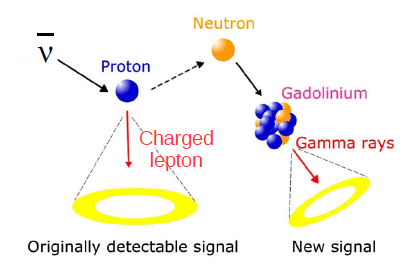 Neutron
ν̅
Proton
Gadolinium
Charged
lepton
Gamma rays
Originally detectable signal
New signal